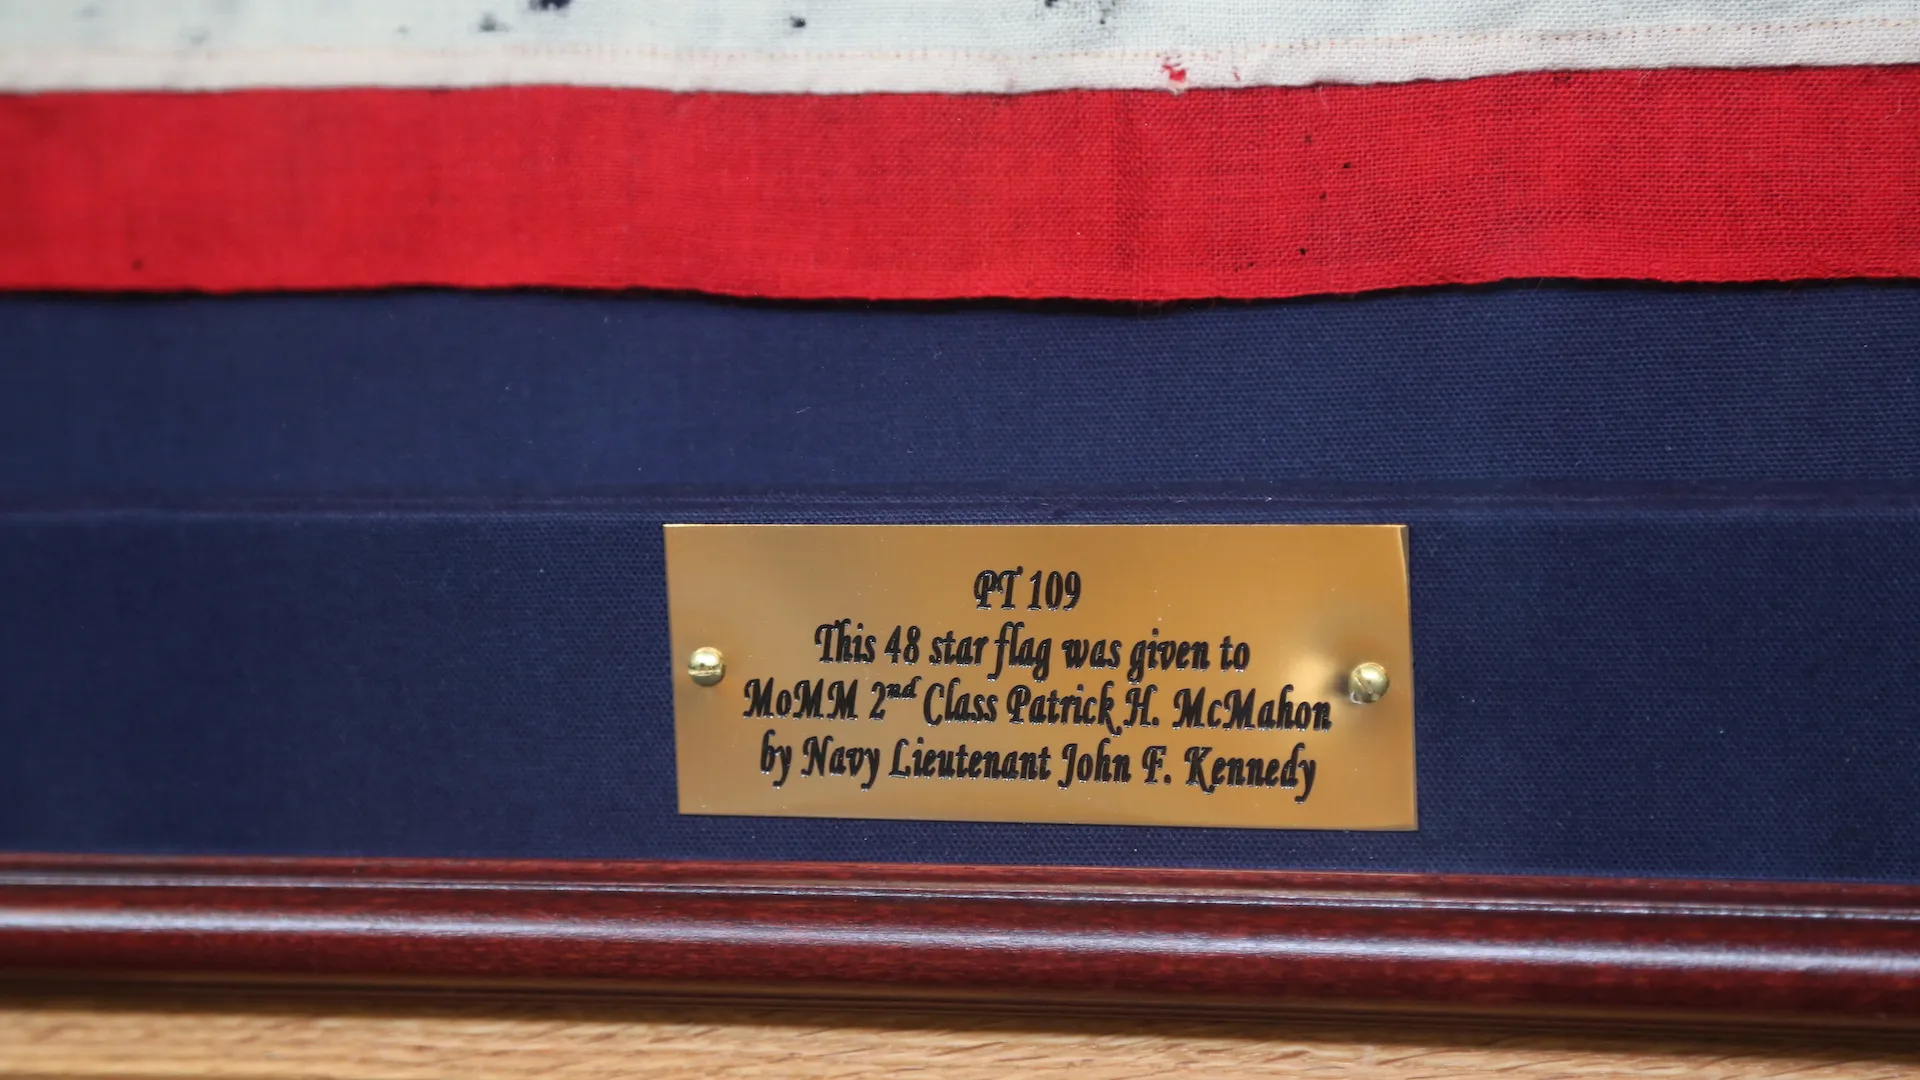 PT 109
This 48 star flag was given to
MoMM 2nd Class Patrick H. McMahon
by Navy Lieutenant John F. Kennedy